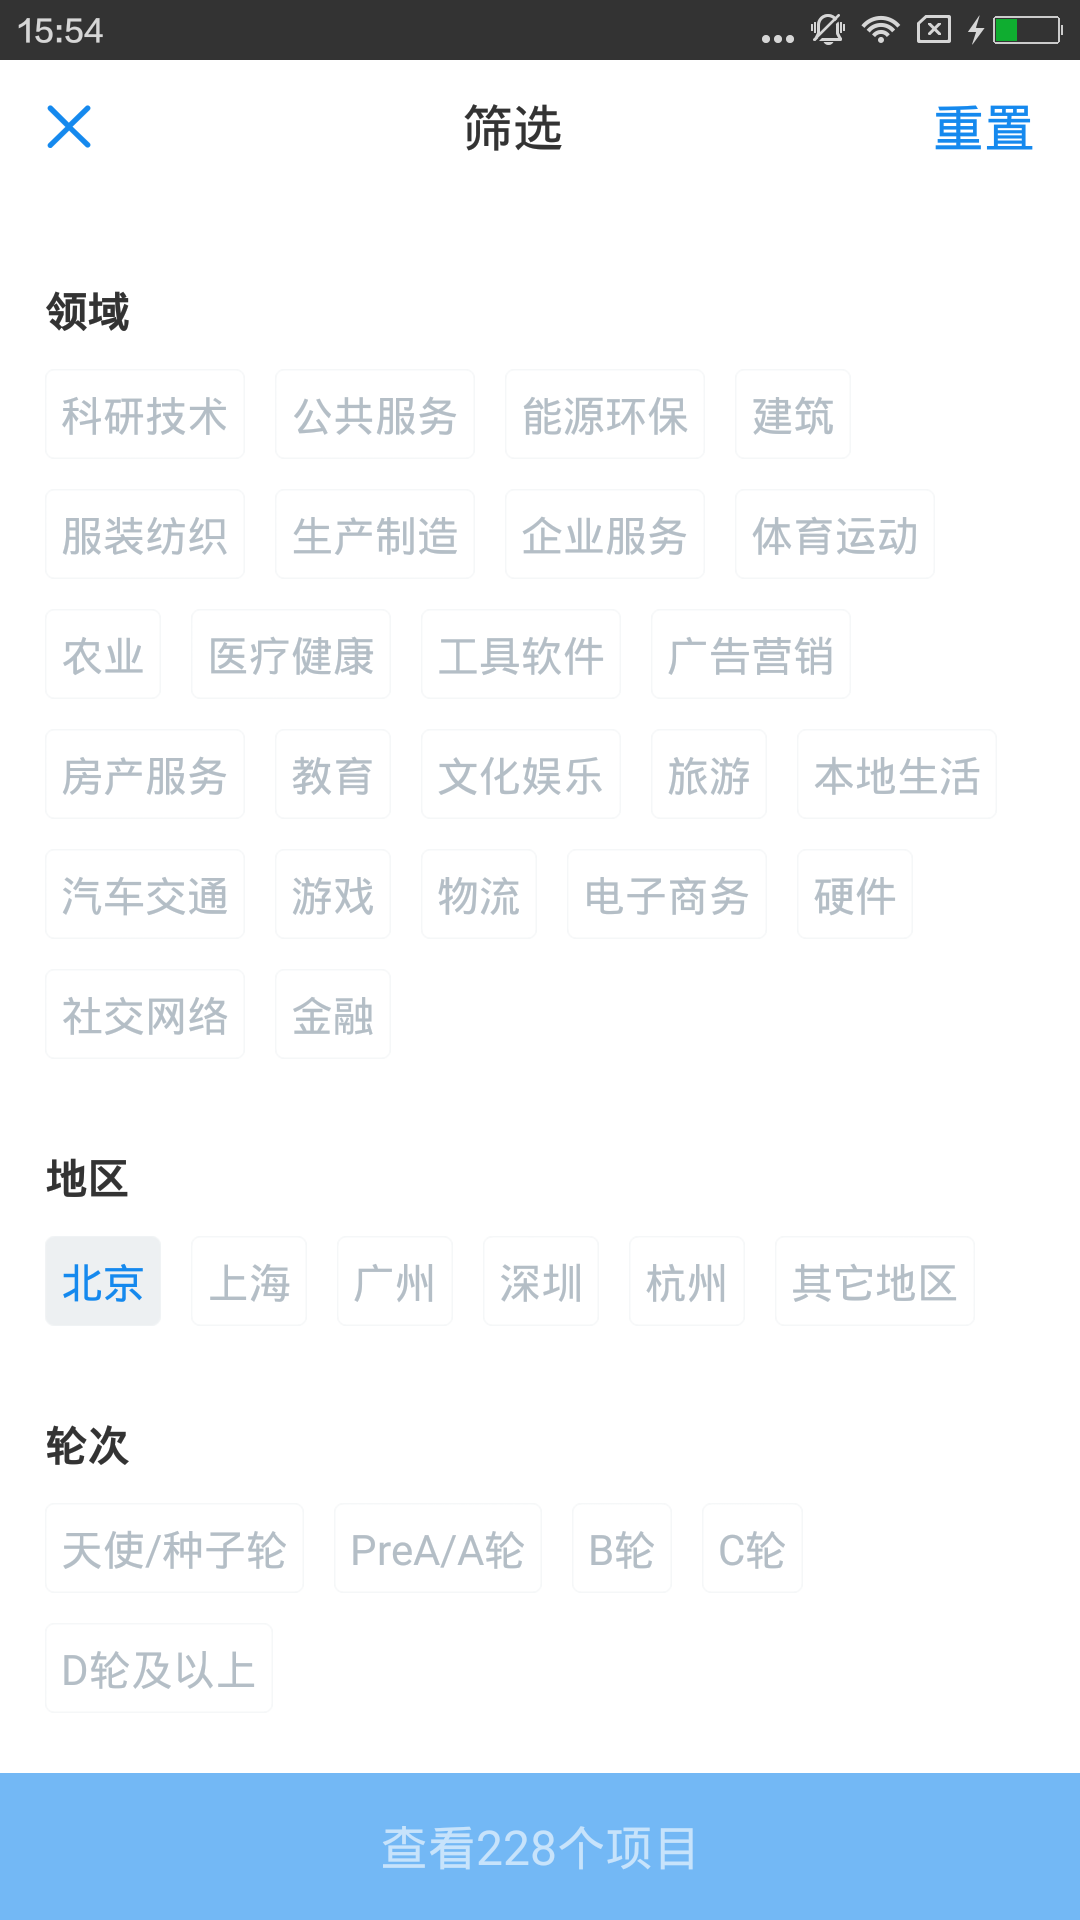 15:54
筛选 重置
领域
科研技术 公共服务 能源环保 建筑
服装纺织 生产制造 企业服务 体育运动
农业 医疗健康 工具软件 广告营销
房产服务 教育 文化娱乐 旅游 本地生活
汽车交通 游戏 物流 电子商务 硬件
社交网络 金融
地区
北京 上海 广州 深圳 杭州 其它地区
轮次
天使/种子轮 PreA/A轮 B轮 C轮
D轮及以上
查看228个项目